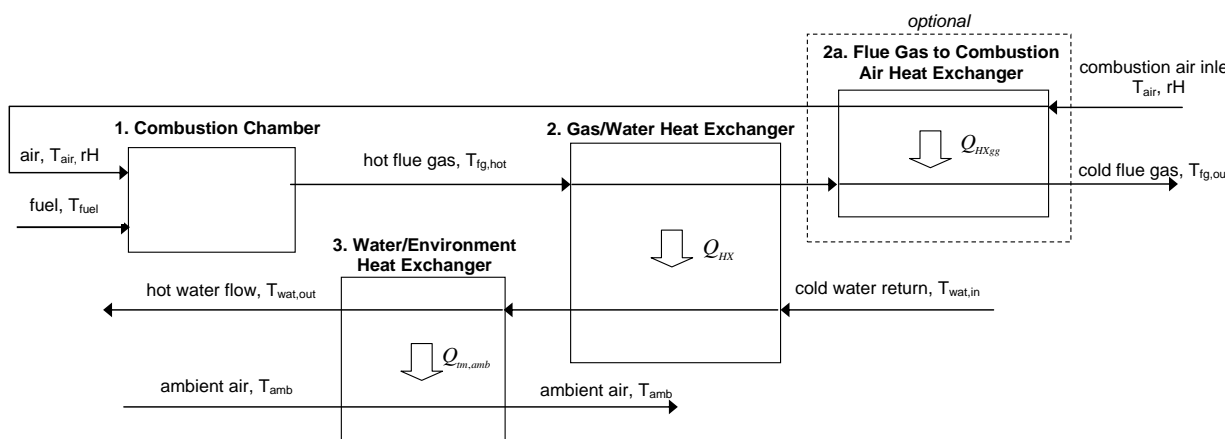 optional
2a. Flue Gas to Combustion
Air Heat Exchanger
combustion air inle
T_air, rH
1. Combustion Chamber
2. Gas/Water Heat Exchanger
air, T_air, rH
hot flue gas, T_fg,hot
Q_HXgg
cold flue gas, T_fg,ou
fuel, T_fuel
3. Water/Environment
Heat Exchanger
Q_HX
hot water flow, T_wat,out
cold water return, T_wat,in
Q_tm,amb
ambient air, T_amb
ambient air, T_amb